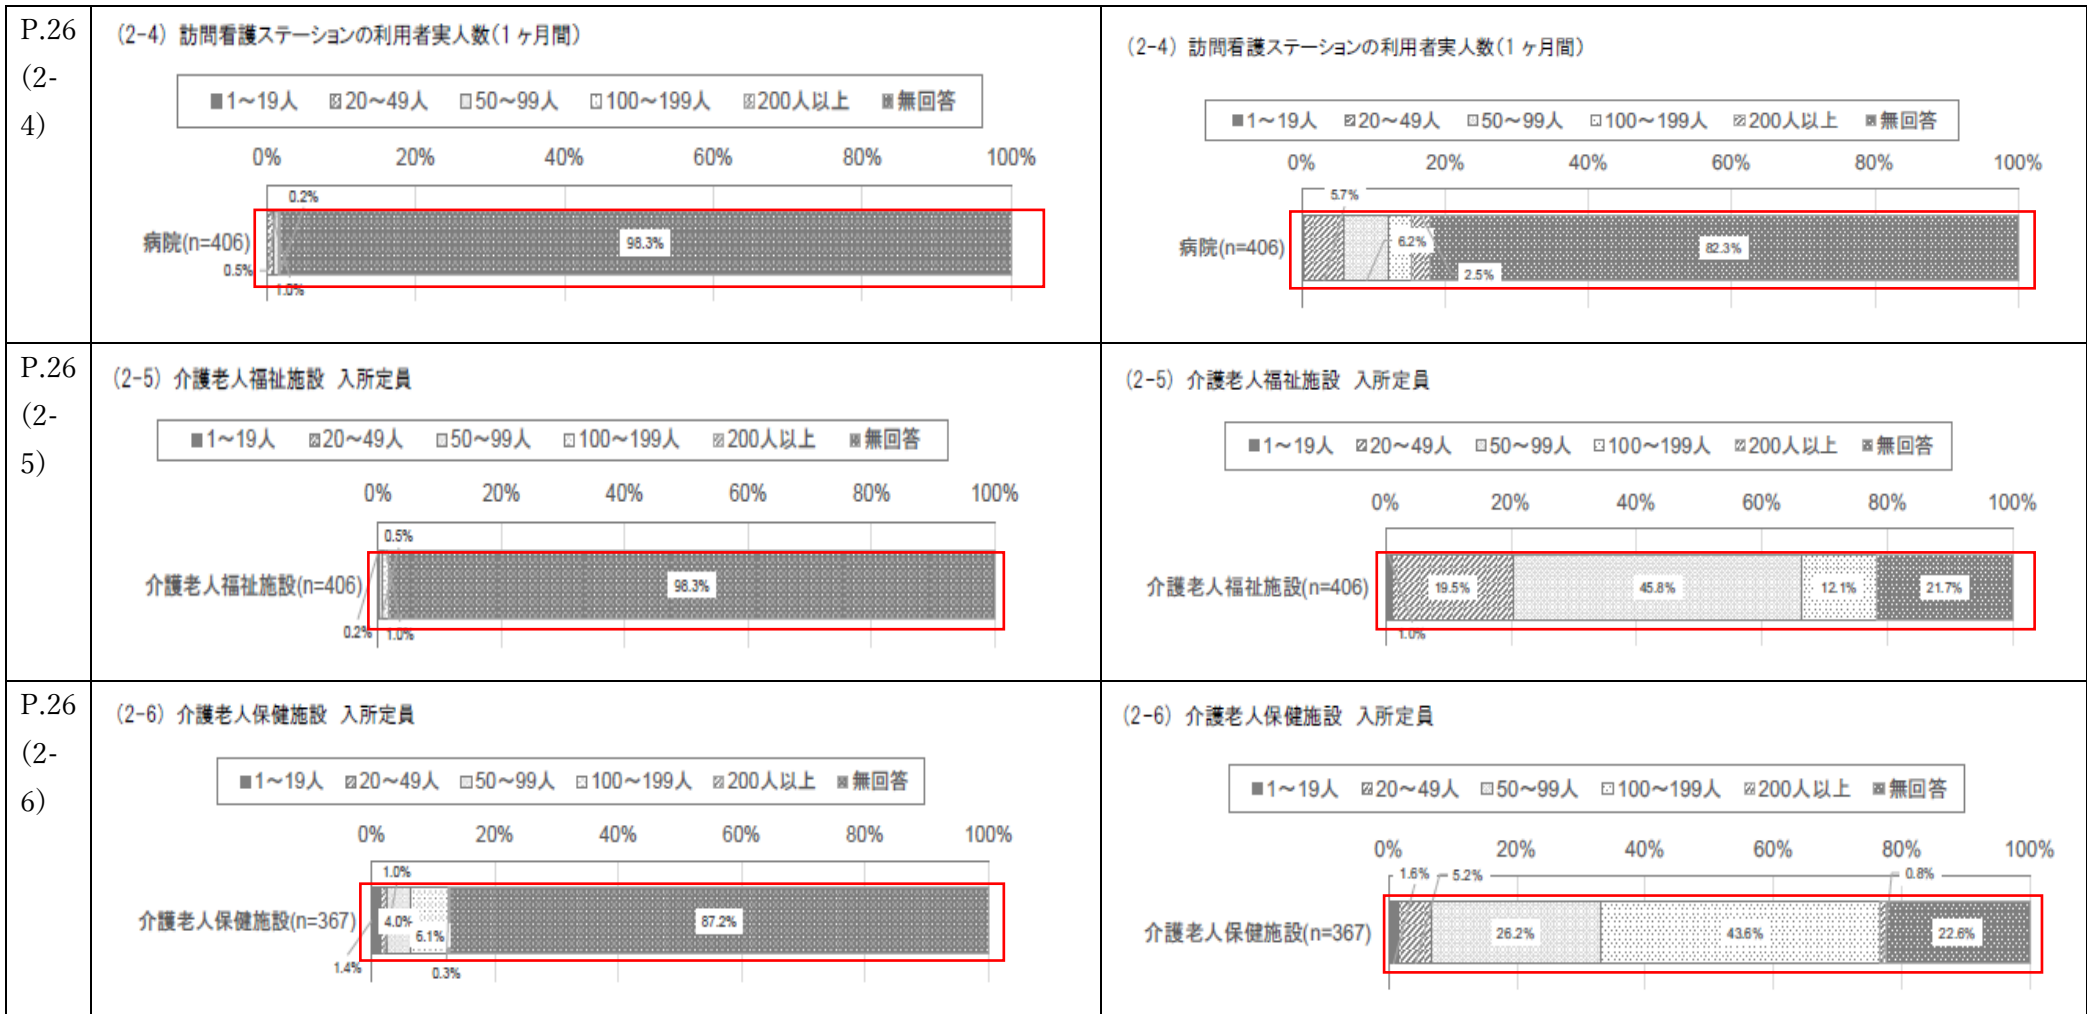 P.26
(2-
4)
(2-4) 訪問看護ステーションの利用者実人数(1ヶ月間)
1～19人 20～49人 50～99人 100～199人 200人以上 無回答
0% 20% 40% 60% 80% 100%
0.2%
病院(n=406)
98.3%
0.5%
1.0%
(2-4) 訪問看護ステーションの利用者実人数(1ヶ月間)
1～19人 20～49人 50～99人 100～199人 200人以上 無回答
0% 20% 40% 60% 80% 100%
5.7%
病院(n=406)
6.2%
82.3%
2.5%
P.26
(2-
5)
(2-5) 介護老人福祉施設 入所定員
1～19人 20～49人 50～99人 100～199人 200人以上 無回答
0% 20% 40% 60% 80% 100%
0.5%
介護老人福祉施設(n=406)
98.3%
0.2% 1.0%
(2-5) 介護老人福祉施設 入所定員
1～19人 20～49人 50～99人 100～199人 200人以上 無回答
0% 20% 40% 60% 80% 100%
介護老人福祉施設(n=406)
19.5% 45.8% 12.1% 21.7%
1.0%
P.26
(2-
6)
(2-6) 介護老人保健施設 入所定員
1～19人 20～49人 50～99人 100～199人 200人以上 無回答
0% 20% 40% 60% 80% 100%
1.0%
介護老人保健施設(n=367)
4.0% 6.1% 87.2%
1.4% 0.3%
(2-6) 介護老人保健施設 入所定員
1～19人 20～49人 50～99人 100～199人 200人以上 無回答
0% 20% 40% 60% 80% 100%
1.6% 5.2% 0.8%
介護老人保健施設(n=367)
26.2% 43.6% 22.6%